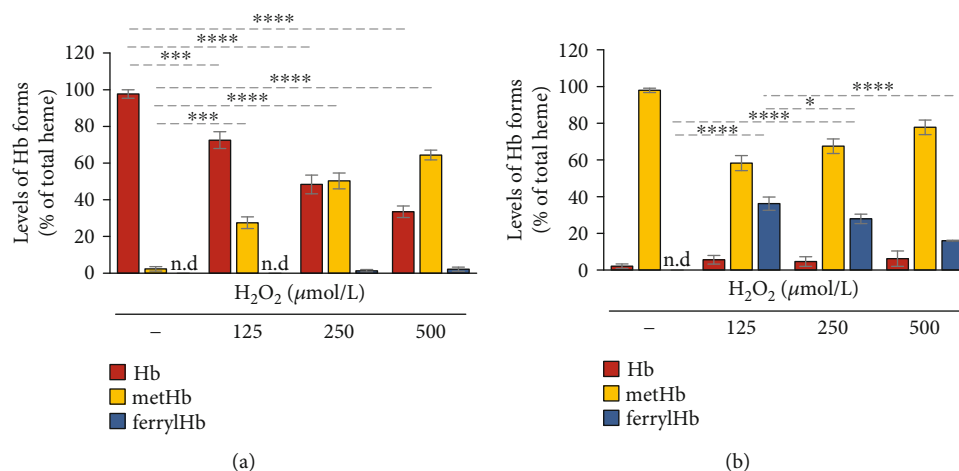 Levels of Hb forms
(% of total heme)
120
100
80
60
40
20
0
****
****
***
****
****
***
n.d
n.d
H₂O₂ (μmol/L)
– 125 250 500
Hb
metHb
ferrylHb
(a)
Levels of Hb forms
(% of total heme)
120
100
80
60
40
20
0
****
*
****
****
n.d
H₂O₂ (μmol/L)
– 125 250 500
Hb
metHb
ferrylHb
(b)